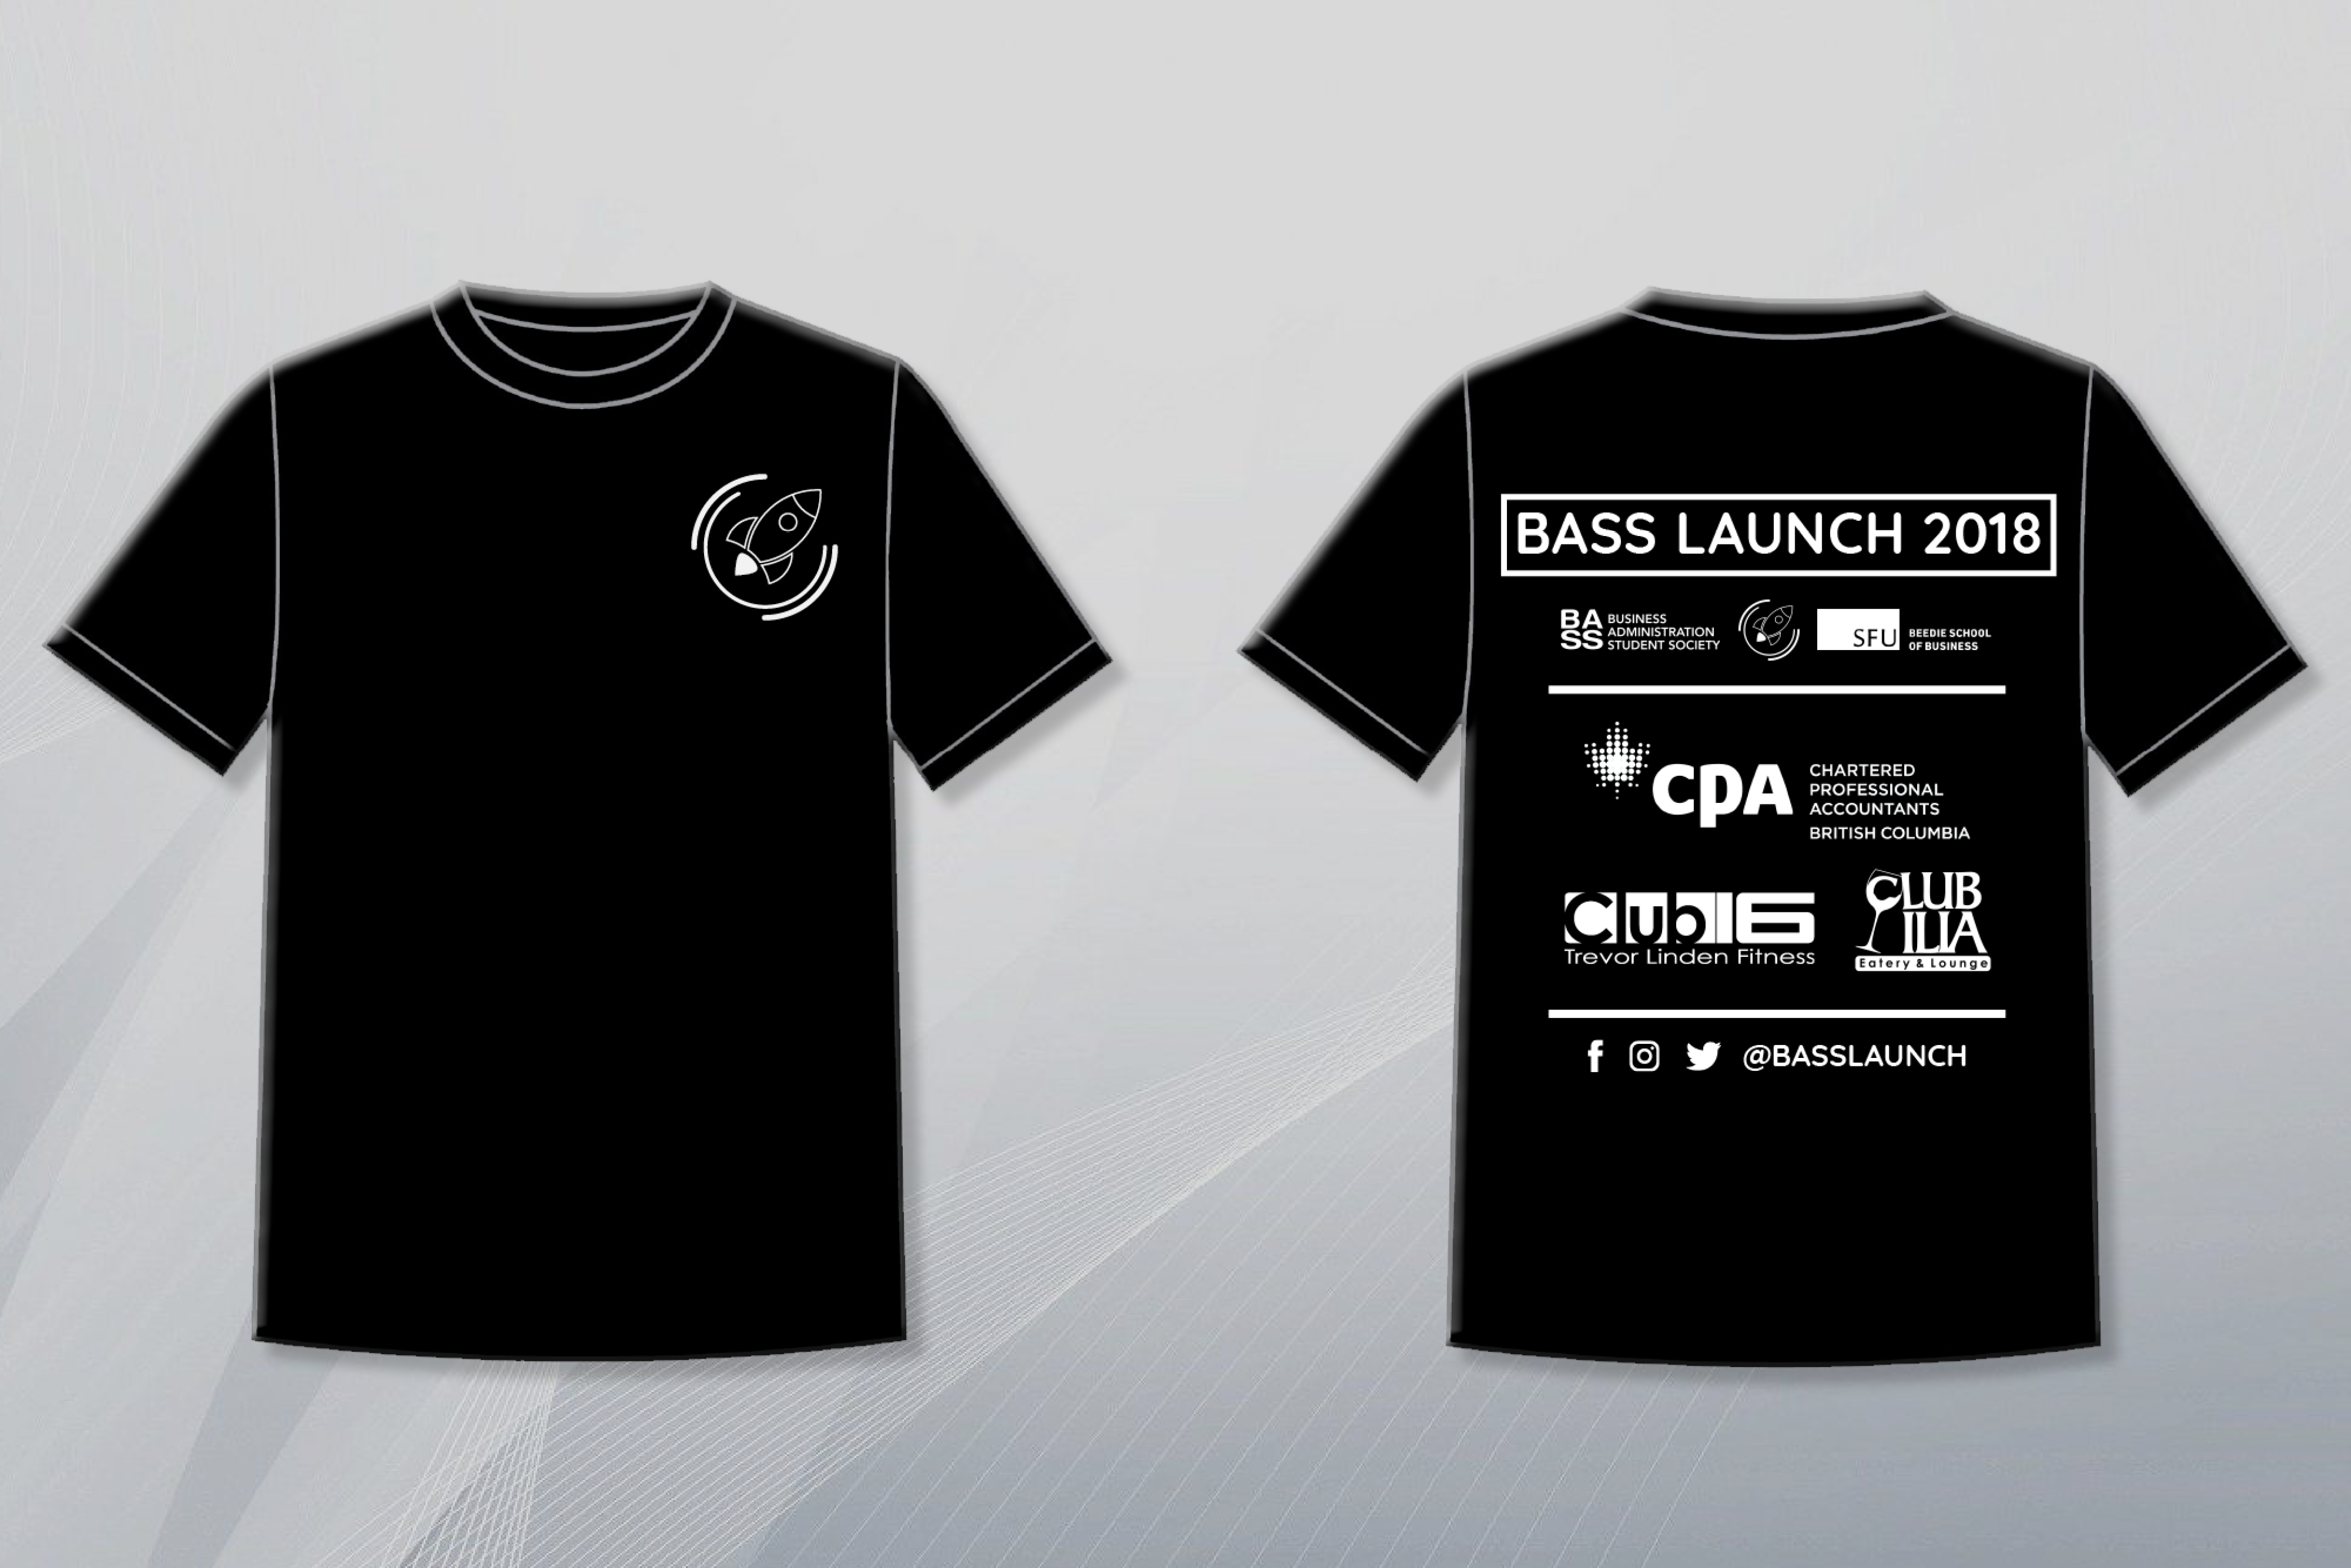 BASS LAUNCH 2018
BA
SS
BUSINESS
ADMINISTRATION
STUDENT SOCIETY
SFU
BEEDIE SCHOOL
OF BUSINESS
CPA
CHARTERED
PROFESSIONAL
ACCOUNTANTS
BRITISH COLUMBIA
Club16
Trevor Linden Fitness
CLUB
ILIA
Eatery & Lounge
@BASSLAUNCH